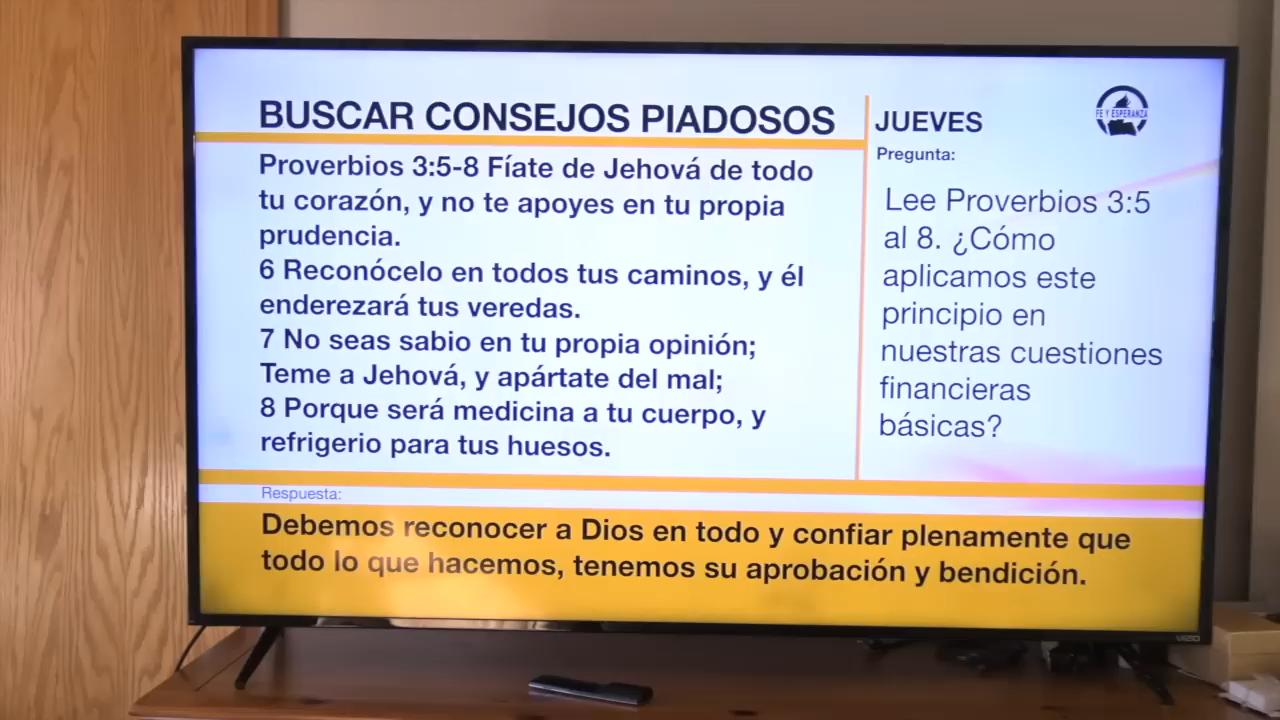 BUSCAR CONSEJOS PIADOSOS
Proverbios 3:5-8 Fíate de Jehová de todo
tu corazón, y no te apoyes en tu propia
prudencia.
6 Reconócelo en todos tus caminos, y él
enderezará tus veredas.
7 No seas sabio en tu propia opinión;
Teme a Jehová, y apártate del mal;
8 Porque será medicina a tu cuerpo, y
refrigerio para tus huesos.
JUEVES
FE Y ESPERANZA
Pregunta:
Lee Proverbios 3:5
al 8. ¿Cómo
aplicamos este
principio en
nuestras cuestiones
financieras
básicas?
Respuesta:
Debemos reconocer a Dios en todo y confiar plenamente que
todo lo que hacemos, tenemos su aprobación y bendición.
VIZIO